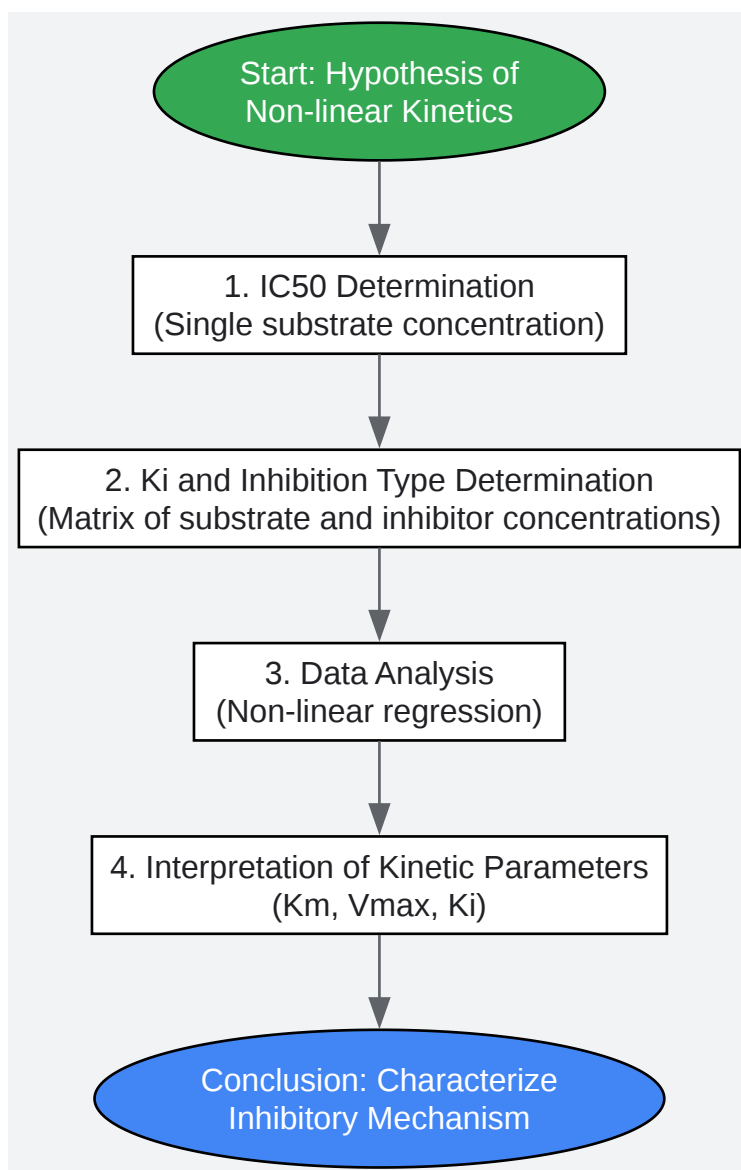 Start: Hypothesis of
Non-linear Kinetics
1. IC50 Determination
(Single substrate concentration)
2. Ki and Inhibition Type Determination
(Matrix of substrate and inhibitor concentrations)
3. Data Analysis
(Non-linear regression)
4. Interpretation of Kinetic Parameters
(Km, Vmax, Ki)
Conclusion: Characterize
Inhibitory Mechanism